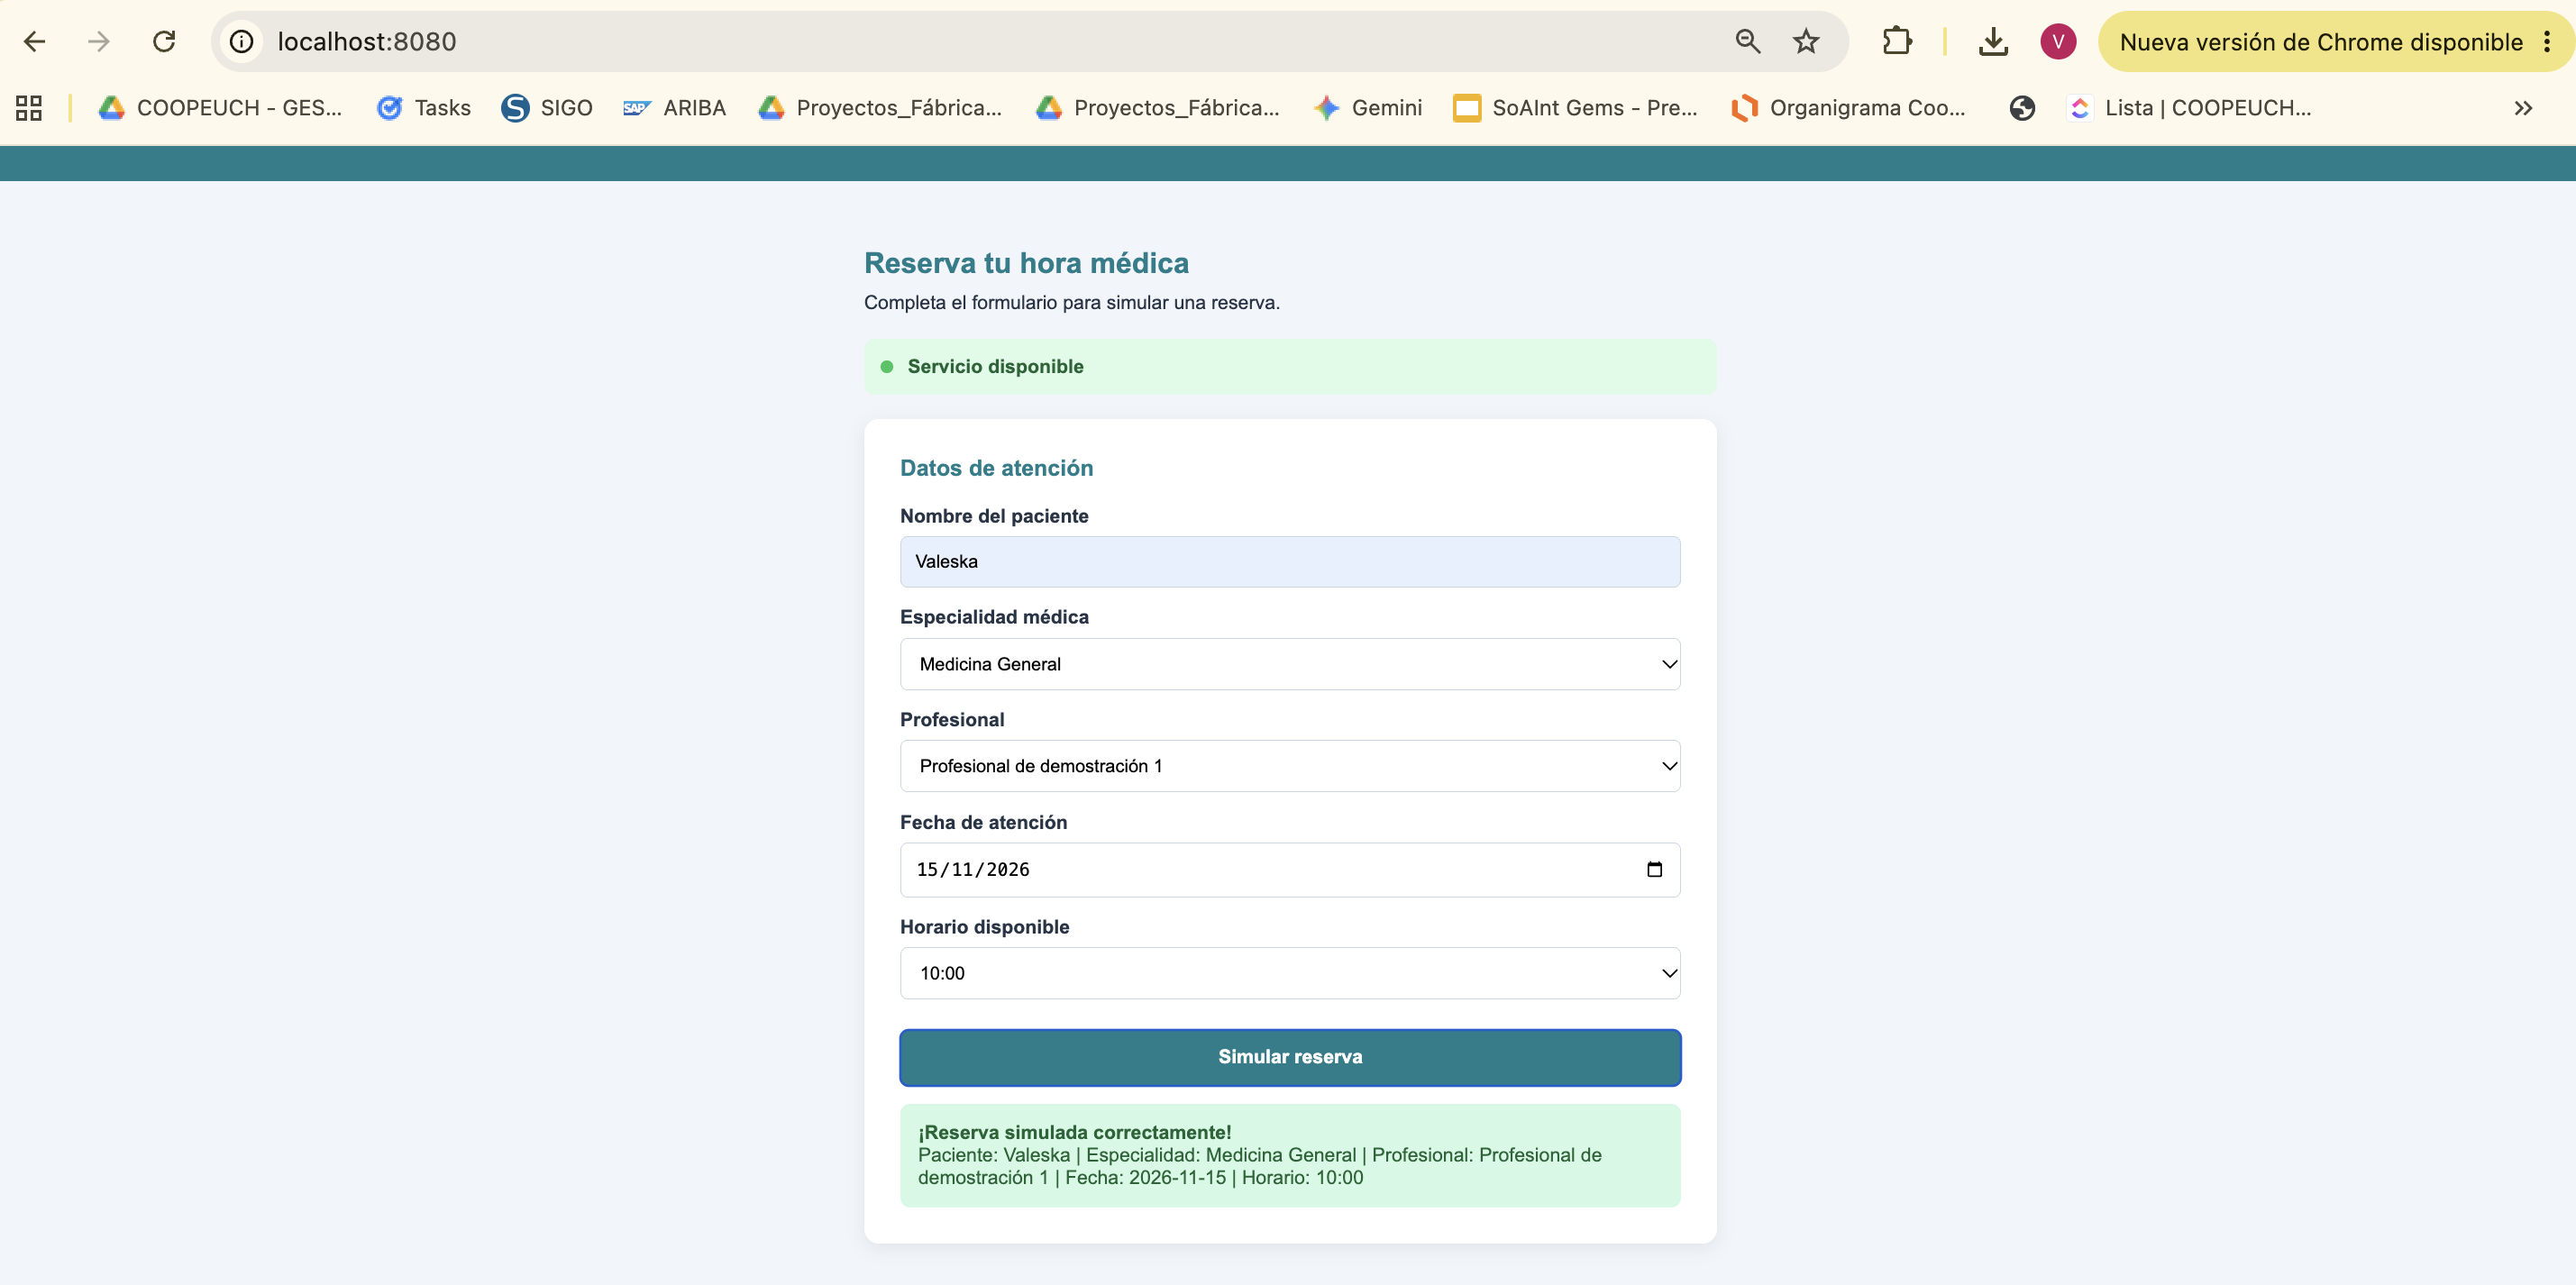 localhost:8080
V
Nueva versión de Chrome disponible
COOPEUCH - GES...
Tasks
S
SIGO
SAP
ARIBA
Proyectos_Fábrica...
Proyectos_Fábrica...
Gemini
SoAInt Gems - Pre...
Organigrama Coo...
Lista | COOPEUCH...
Reserva tu hora médica
Completa el formulario para simular una reserva.
Servicio disponible
Datos de atención
Nombre del paciente
Valeska
Especialidad médica
Medicina General
Profesional
Profesional de demostración 1
Fecha de atención
15/11/2026
Horario disponible
10:00
Simular reserva
¡Reserva simulada correctamente!
Paciente: Valeska | Especialidad: Medicina General | Profesional: Profesional de
demostración 1 | Fecha: 2026-11-15 | Horario: 10:00